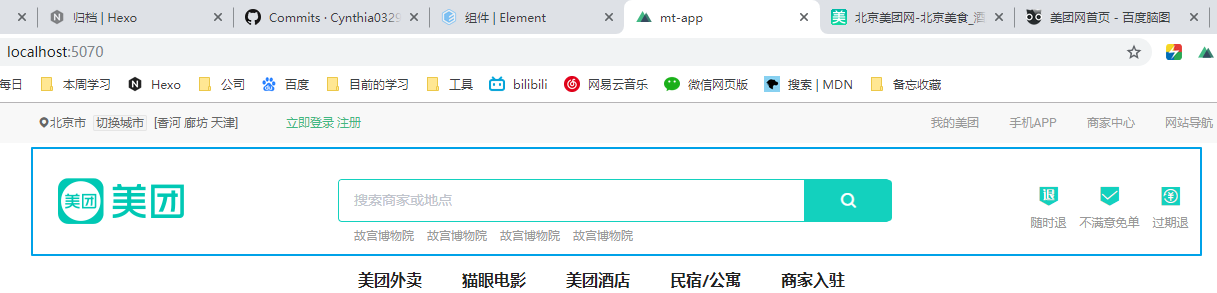 归档 | Hexo
Commits · Cynthia0329
组件 | Element
mt-app
北京美团网-北京美食_酒
美团网首页 - 百度脑图
localhost:5070
每日 本周学习 Hexo 公司 百度 目前的学习 工具 bilibili 网易云音乐 微信网页版 搜索 | MDN 备忘收藏
北京市 切换城市 [香河 廊坊 天津] 立即登录 注册 我的美团 手机APP 商家中心 网站导航
美团 美团 搜索商家或地点
退
随时退 不满意免单 过期退
故宫博物院 故宫博物院 故宫博物院 故宫博物院
美团外卖 猫眼电影 美团酒店 民宿/公寓 商家入驻